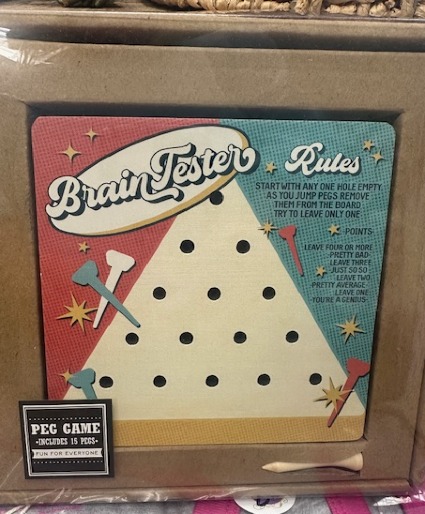 Brain Tester
Rules
START WITH ANY ONE HOLE EMPTY.
AS YOU JUMP PEGS REMOVE
THEM FROM THE BOARD.
TRY TO LEAVE ONLY ONE
POINTS
LEAVE FOUR OR MORE
PRETTY BAD
LEAVE THREE
JUST SO SO
LEAVE TWO
PRETTY AVERAGE
LEAVE ONE
YOU'RE A GENIUS
PEG GAME
•INCLUDES 15 PEGS•
FUN FOR EVERYONE